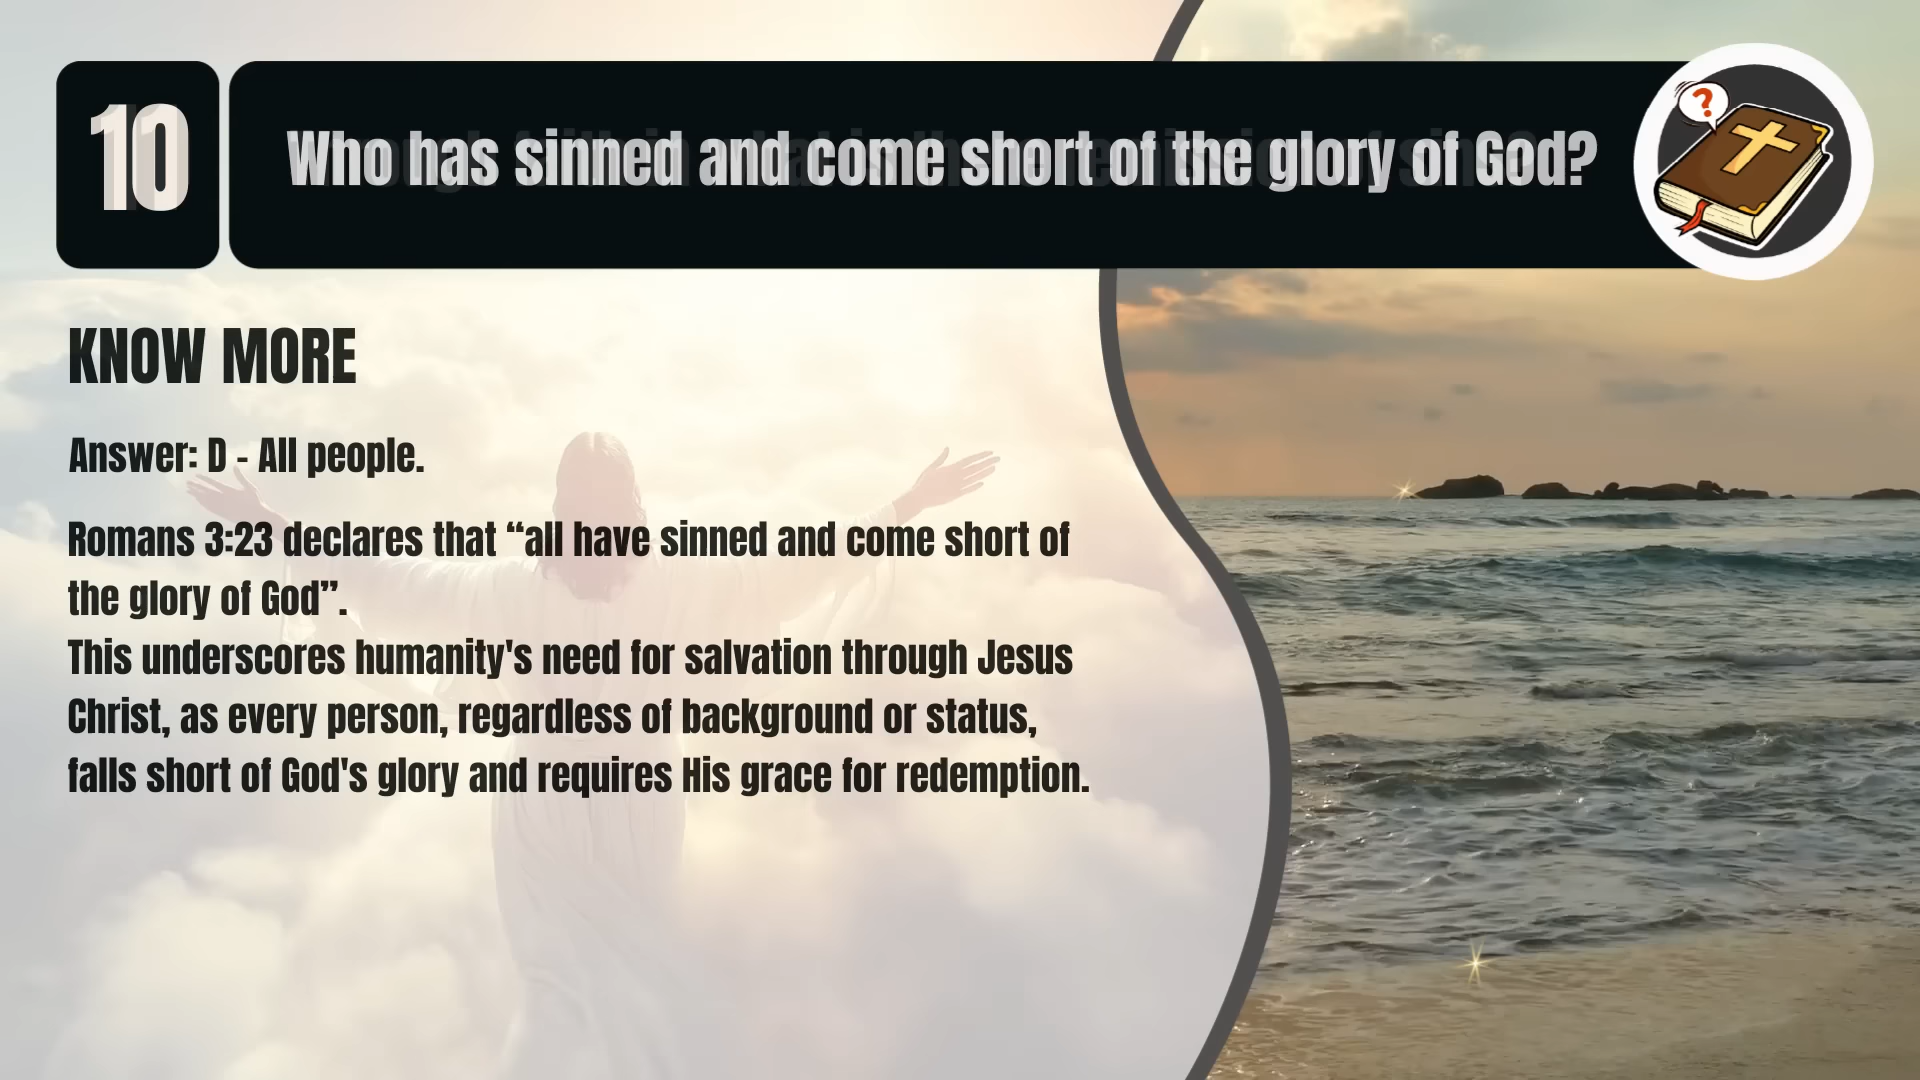 10
Who has sinned and come short of the glory of God?
?
KNOW MORE
Answer: D - All people.
Romans 3:23 declares that “all have sinned and come short of
the glory of God”.
This underscores humanity's need for salvation through Jesus
Christ, as every person, regardless of background or status,
falls short of God's glory and requires His grace for redemption.